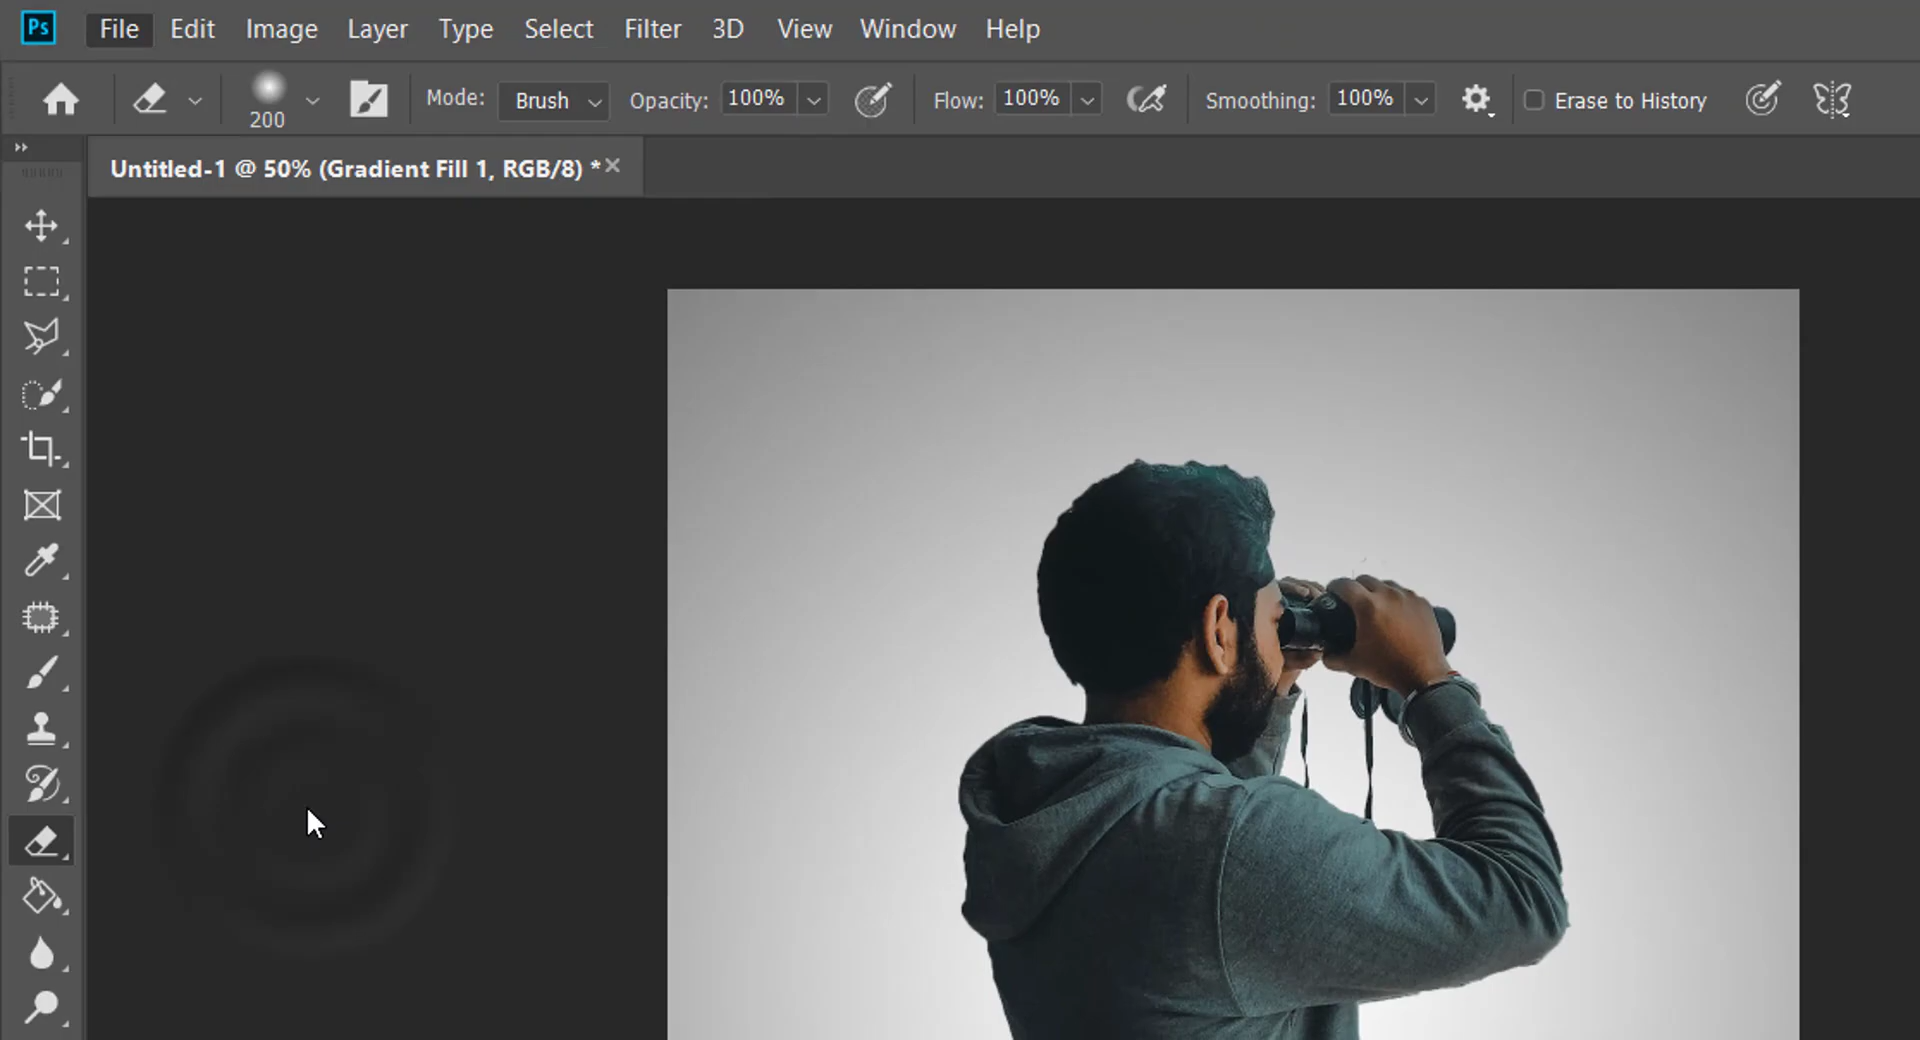 Ps File Edit Image Layer Type Select Filter 3D View Window Help
200 Mode: Brush Opacity: 100% Flow: 100% Smoothing: 100% Erase to History
Untitled-1 @ 50% (Gradient Fill 1, RGB/8) *